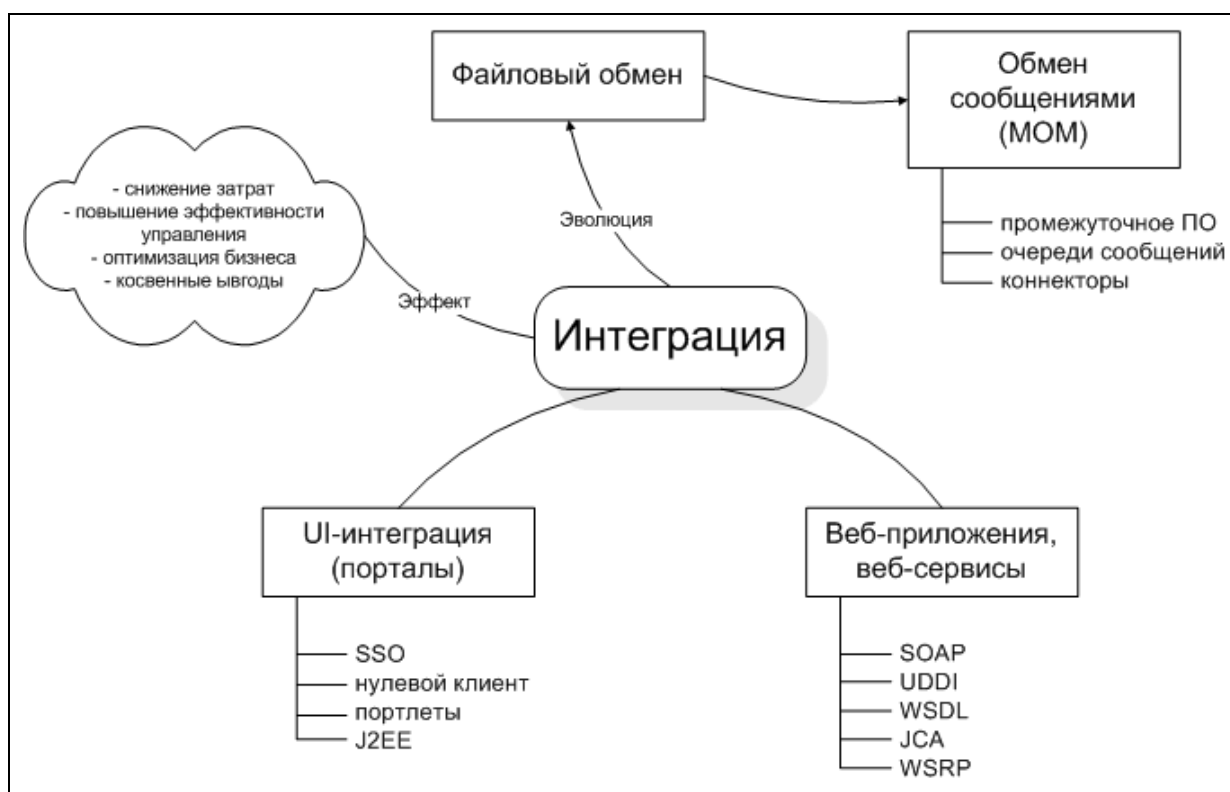 Файловый обмен
Обмен
сообщениями
(MOM)
- снижение затрат
- повышение эффективности
управления
- оптимизация бизнеса
- косвенные ывгоды
Эволюция
промежуточное ПО
очереди сообщений
коннекторы
Эффект
Интеграция
UI-интеграция
(порталы)
SSO
нулевой клиент
портлеты
J2EE
Веб-приложения,
веб-сервисы
SOAP
UDDI
WSDL
JCA
WSRP